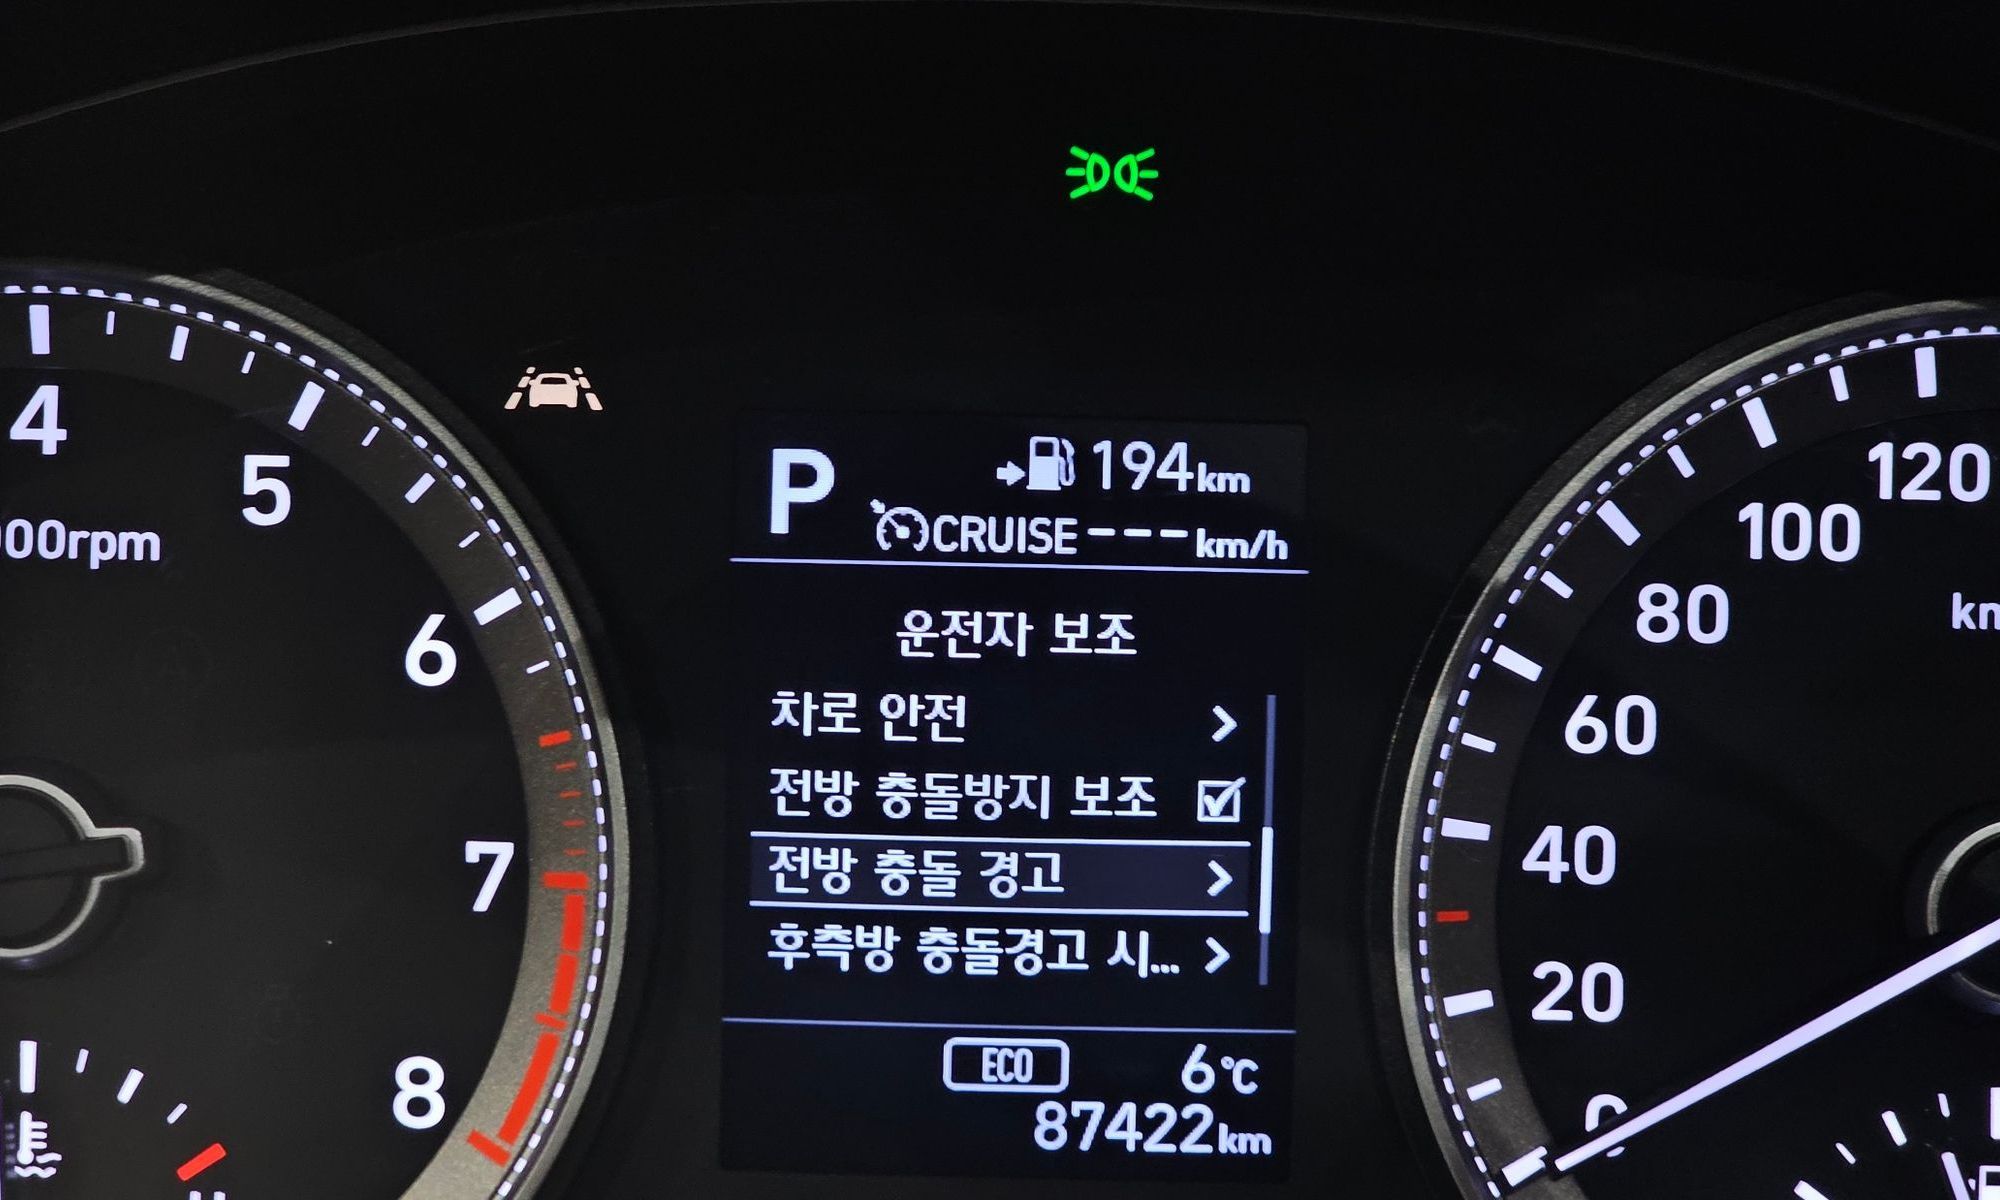 4
5
000rpm
6
7
8
H
P 194km
CRUISE ---km/h
운전자 보조
차로 안전
전방 충돌방지 보조
전방 충돌 경고
후측방 충돌경고 시...
ECO 6°C
87422km
120
100
80
60
40
20
0